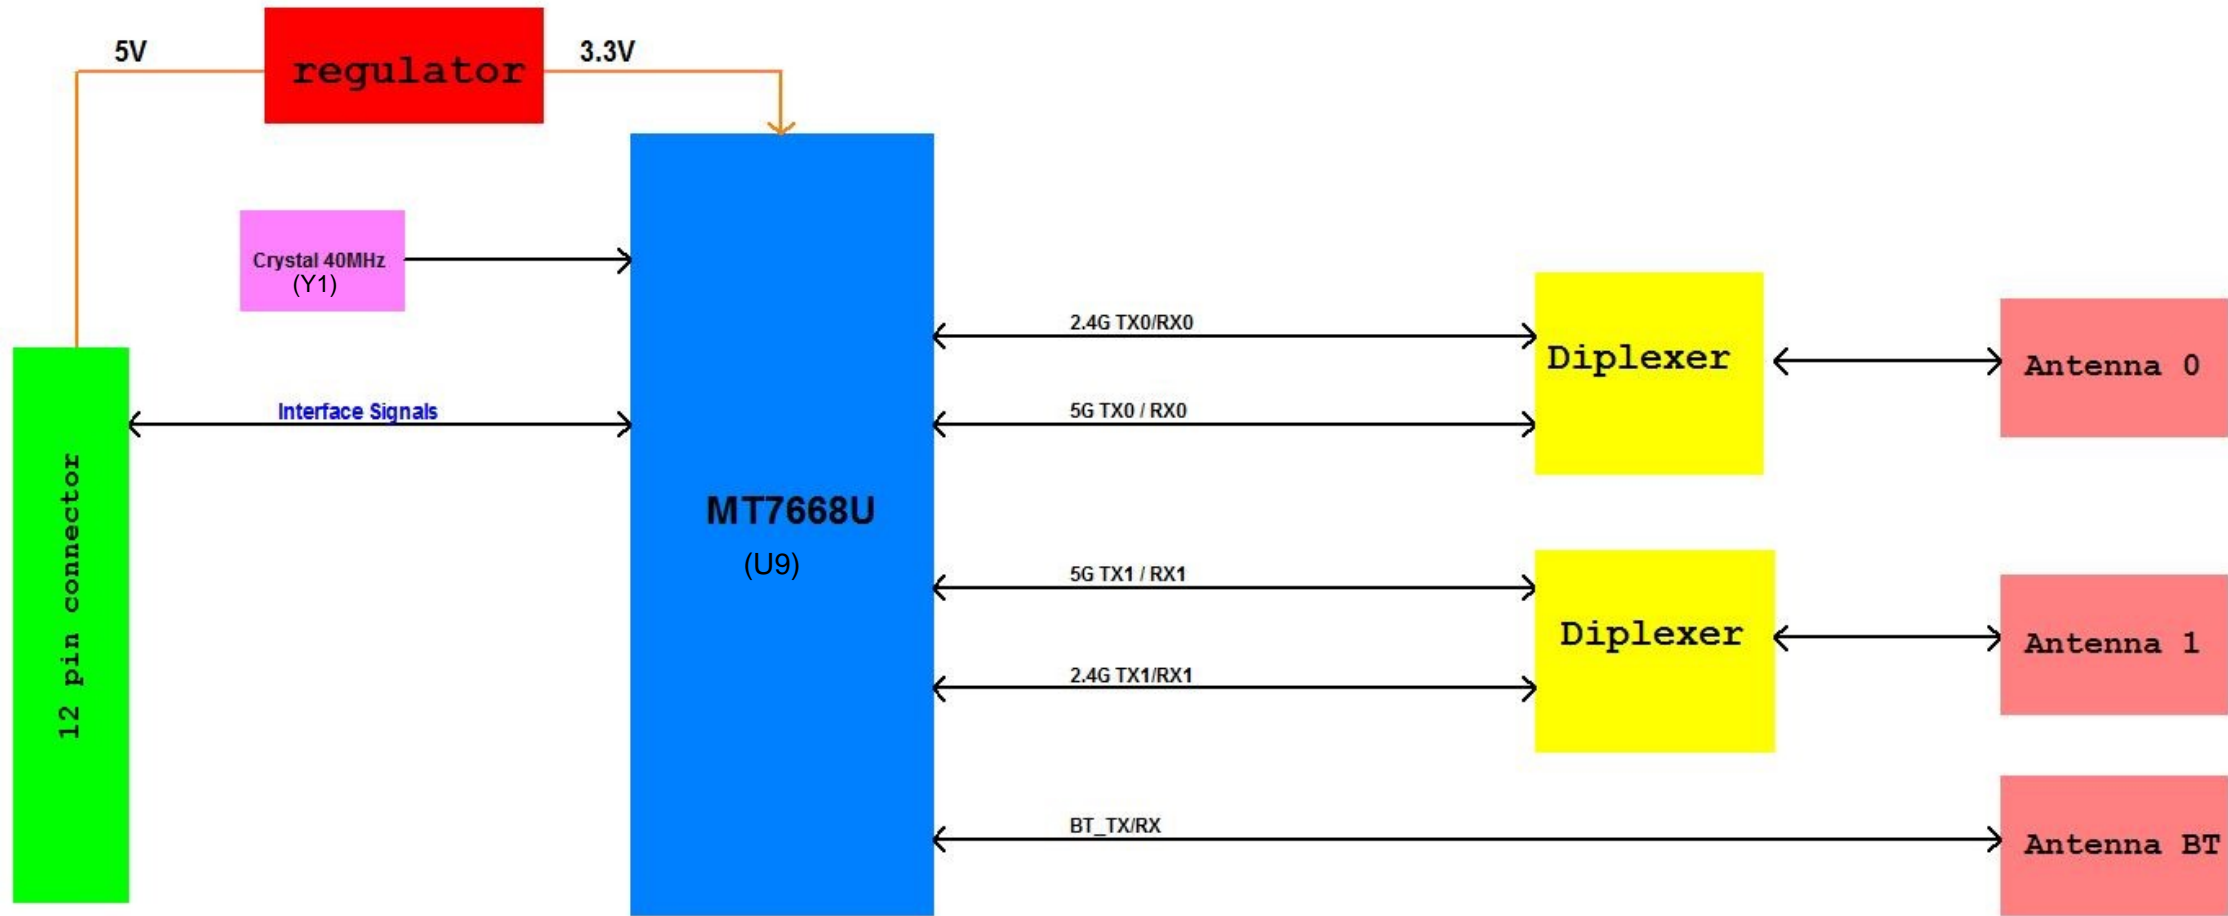 5V
regulator
3.3V
Crystal 40MHz
(Y1)
Interface Signals
12 pin connector
MT7668U
(U9)
2.4G TX0/RX0
5G TX0 / RX0
5G TX1 / RX1
2.4G TX1/RX1
BT_TX/RX
Diplexer
Diplexer
Antenna 0
Antenna 1
Antenna BT